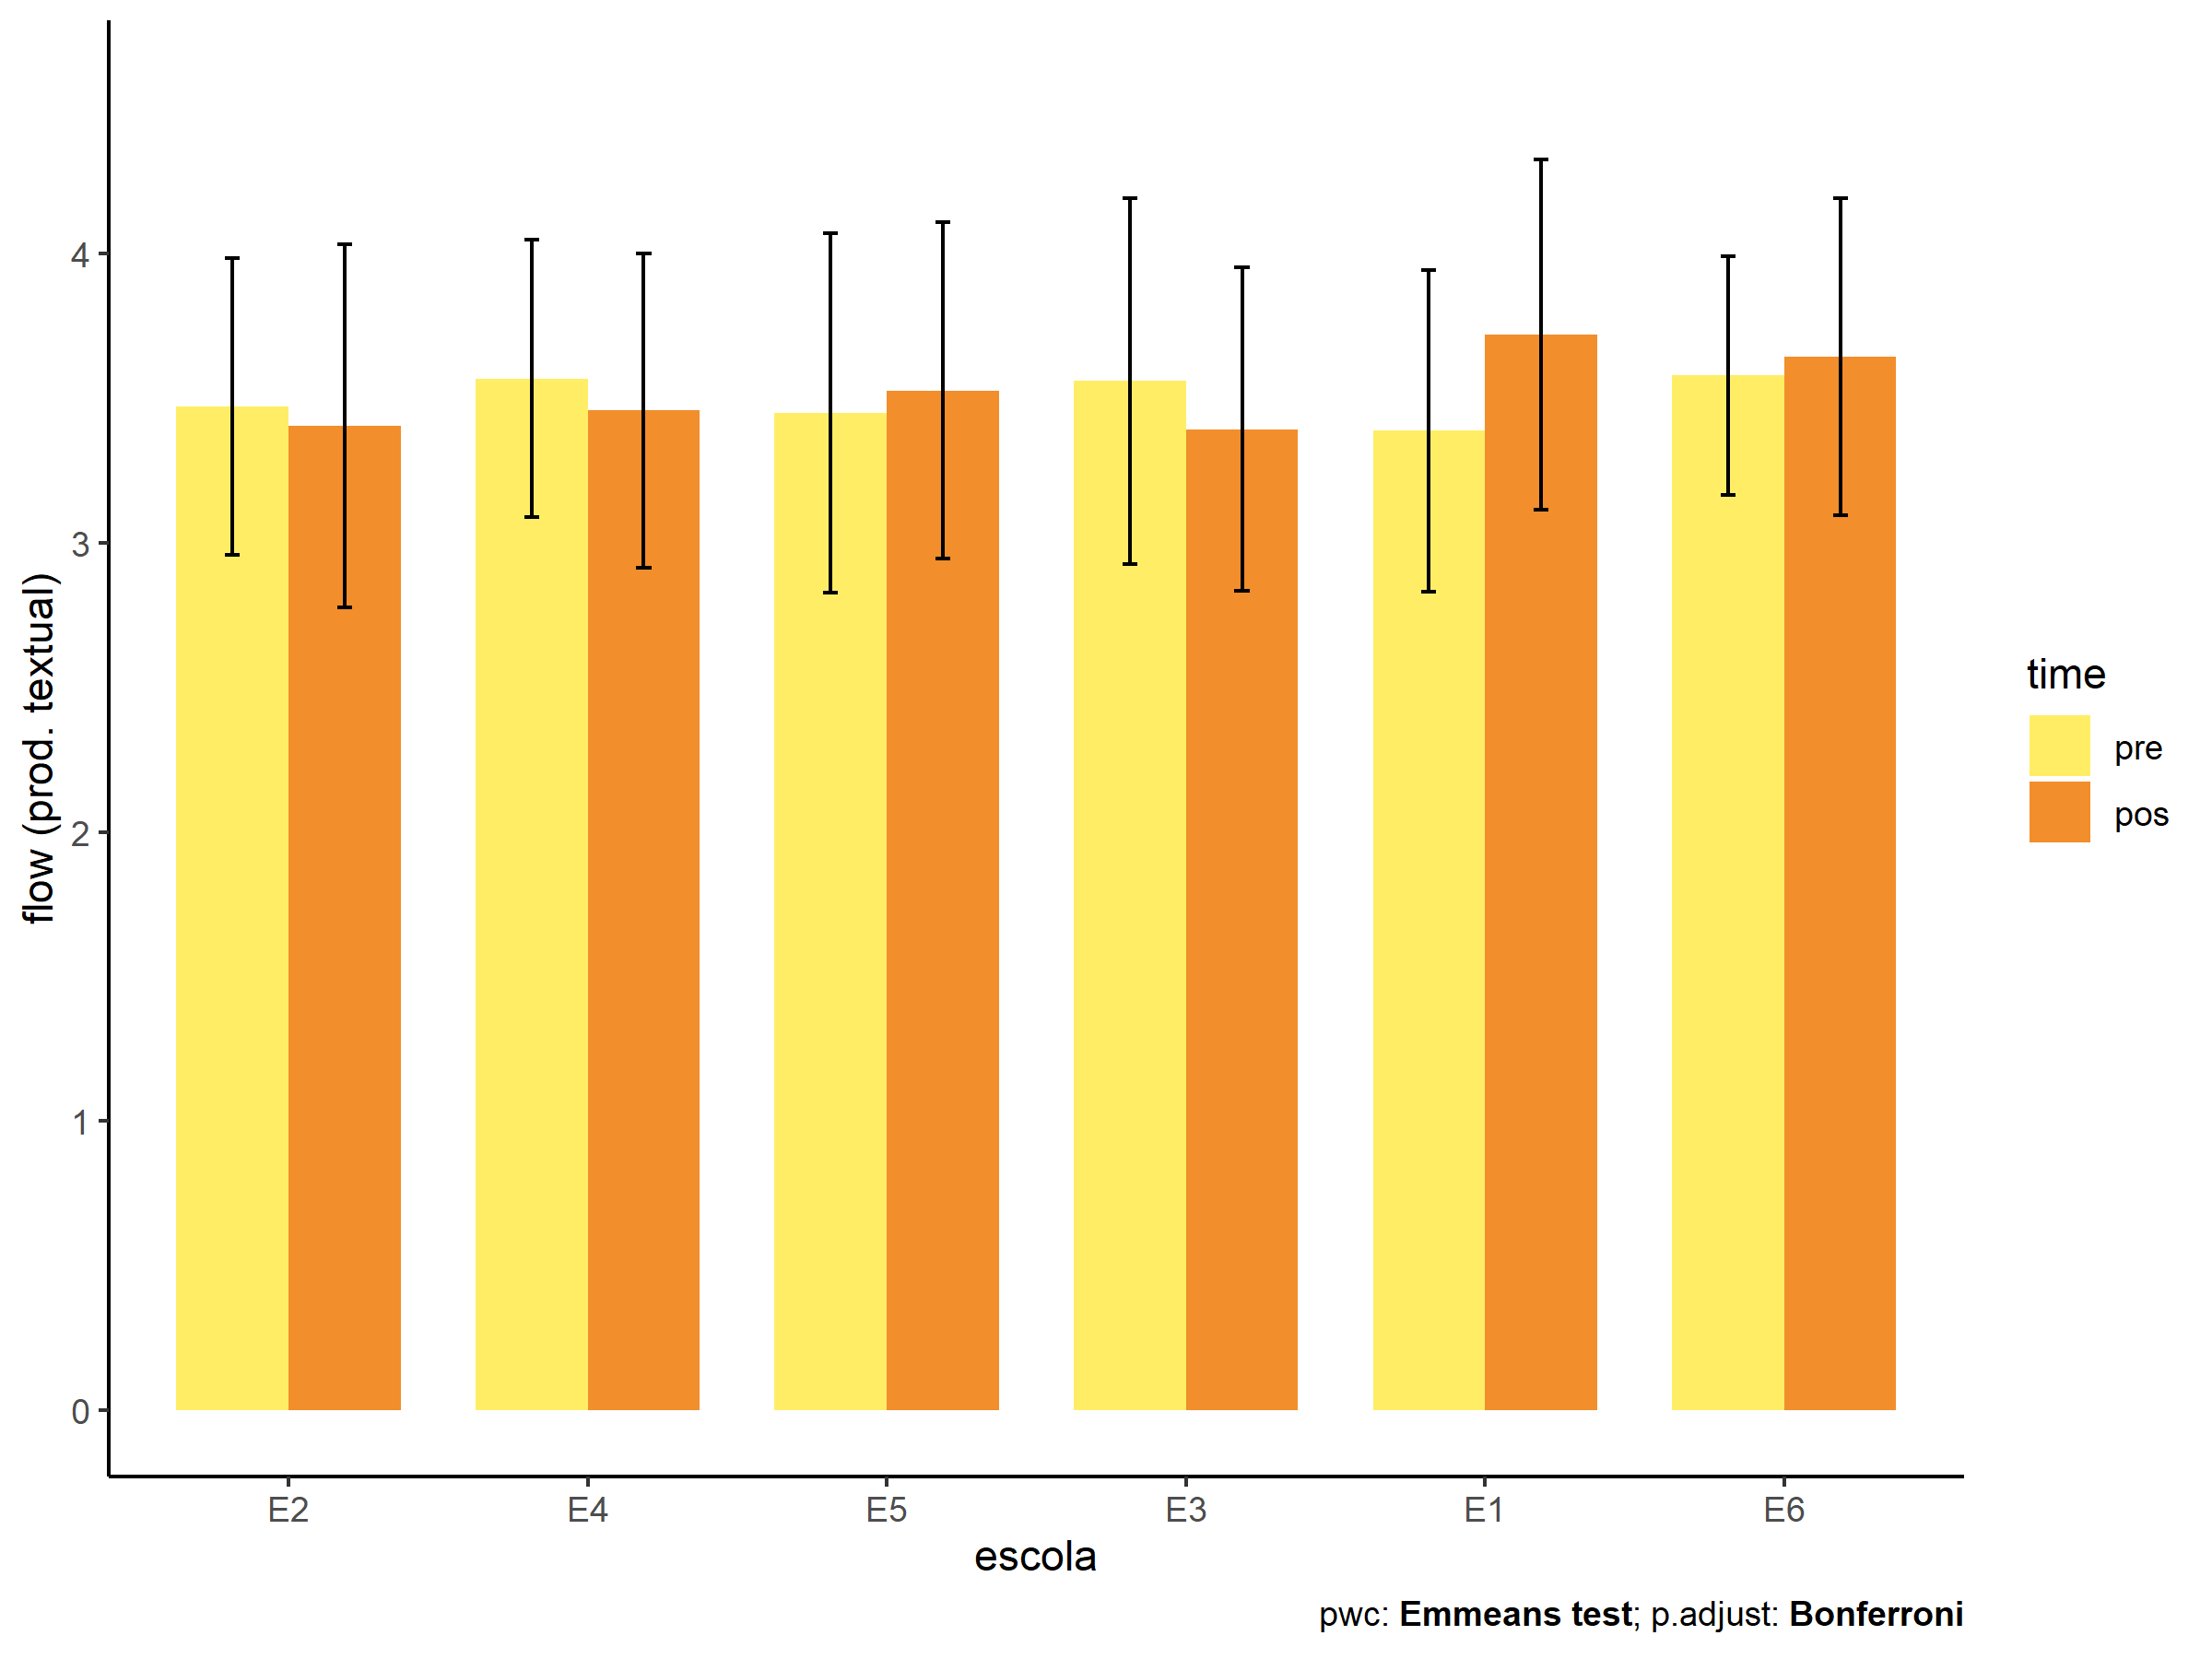 flow (prod. textual)
4
3
2
1
0
E2 E4 E5 E3 E1 E6
escola
time
pre
pos
pwc: Emmeans test; p.adjust: Bonferroni